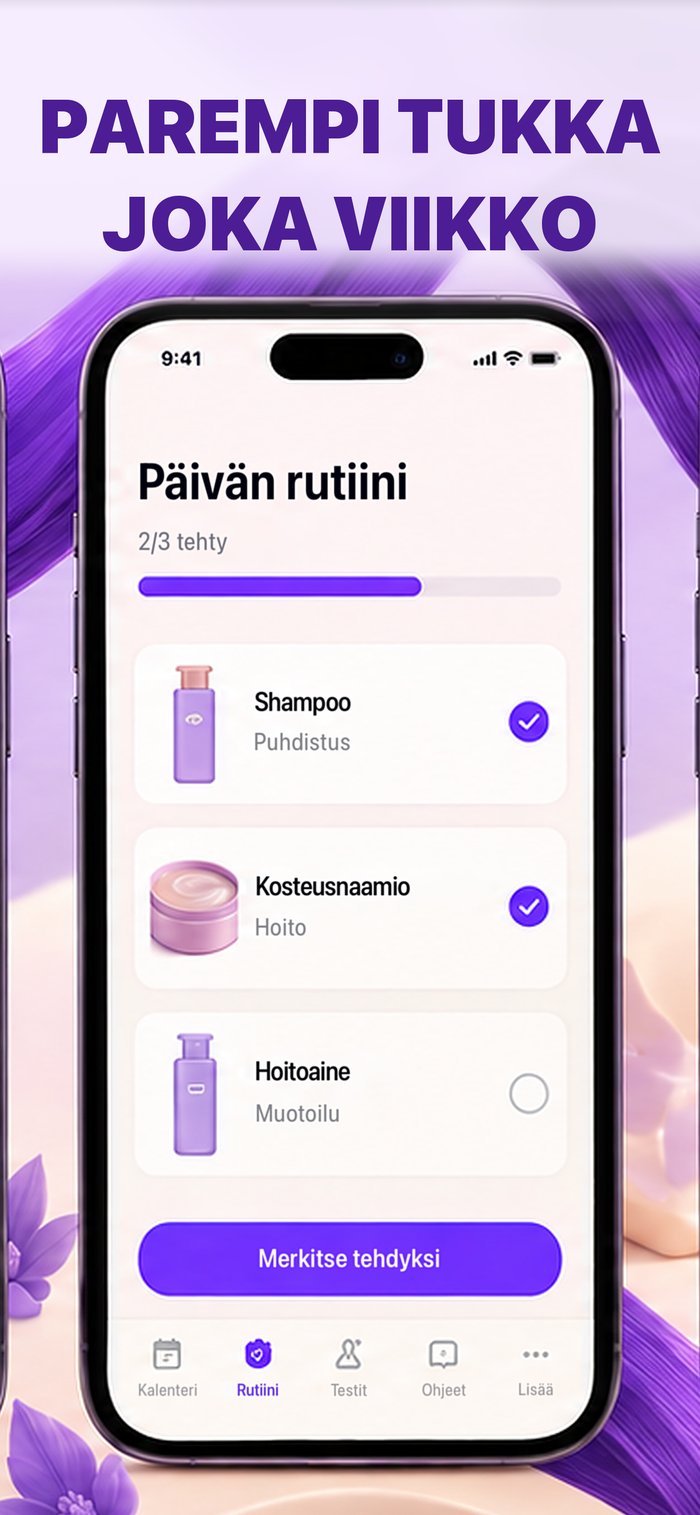 PAREMPI TUKKA
JOKA VIIKKO
9:41
Päivän rutiini
2/3 tehty
Shampoo
Puhdistus
Kosteusnaamio
Hoito
Hoitoaine
Muotoilu
Merkitse tehdyksi
Kalenteri
Rutiini
Testit
Ohjeet
Lisää